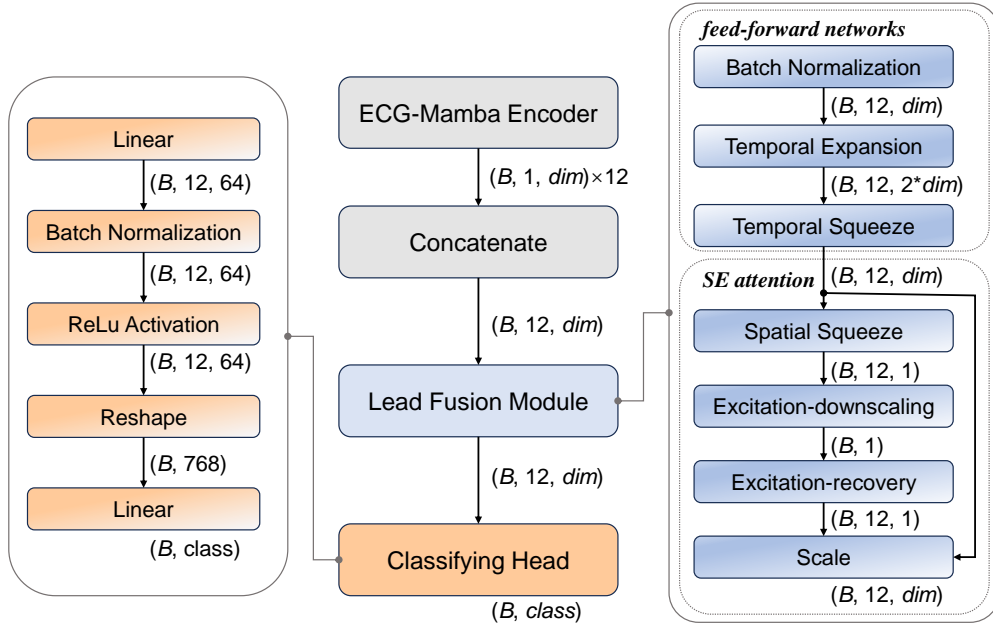 Linear
(B, 12, 64)
Batch Normalization
(B, 12, 64)
ReLu Activation
(B, 12, 64)
Reshape
(B, 768)
Linear
(B, class)
ECG-Mamba Encoder
(B, 1, dim)×12
Concatenate
(B, 12, dim)
Lead Fusion Module
(B, 12, dim)
Classifying Head
(B, class)
feed-forward networks
Batch Normalization
(B, 12, dim)
Temporal Expansion
(B, 12, 2*dim)
Temporal Squeeze
(B, 12, dim)
SE attention
Spatial Squeeze
(B, 12, 1)
Excitation-downscaling
(B, 1)
Excitation-recovery
(B, 12, 1)
Scale
(B, 12, dim)